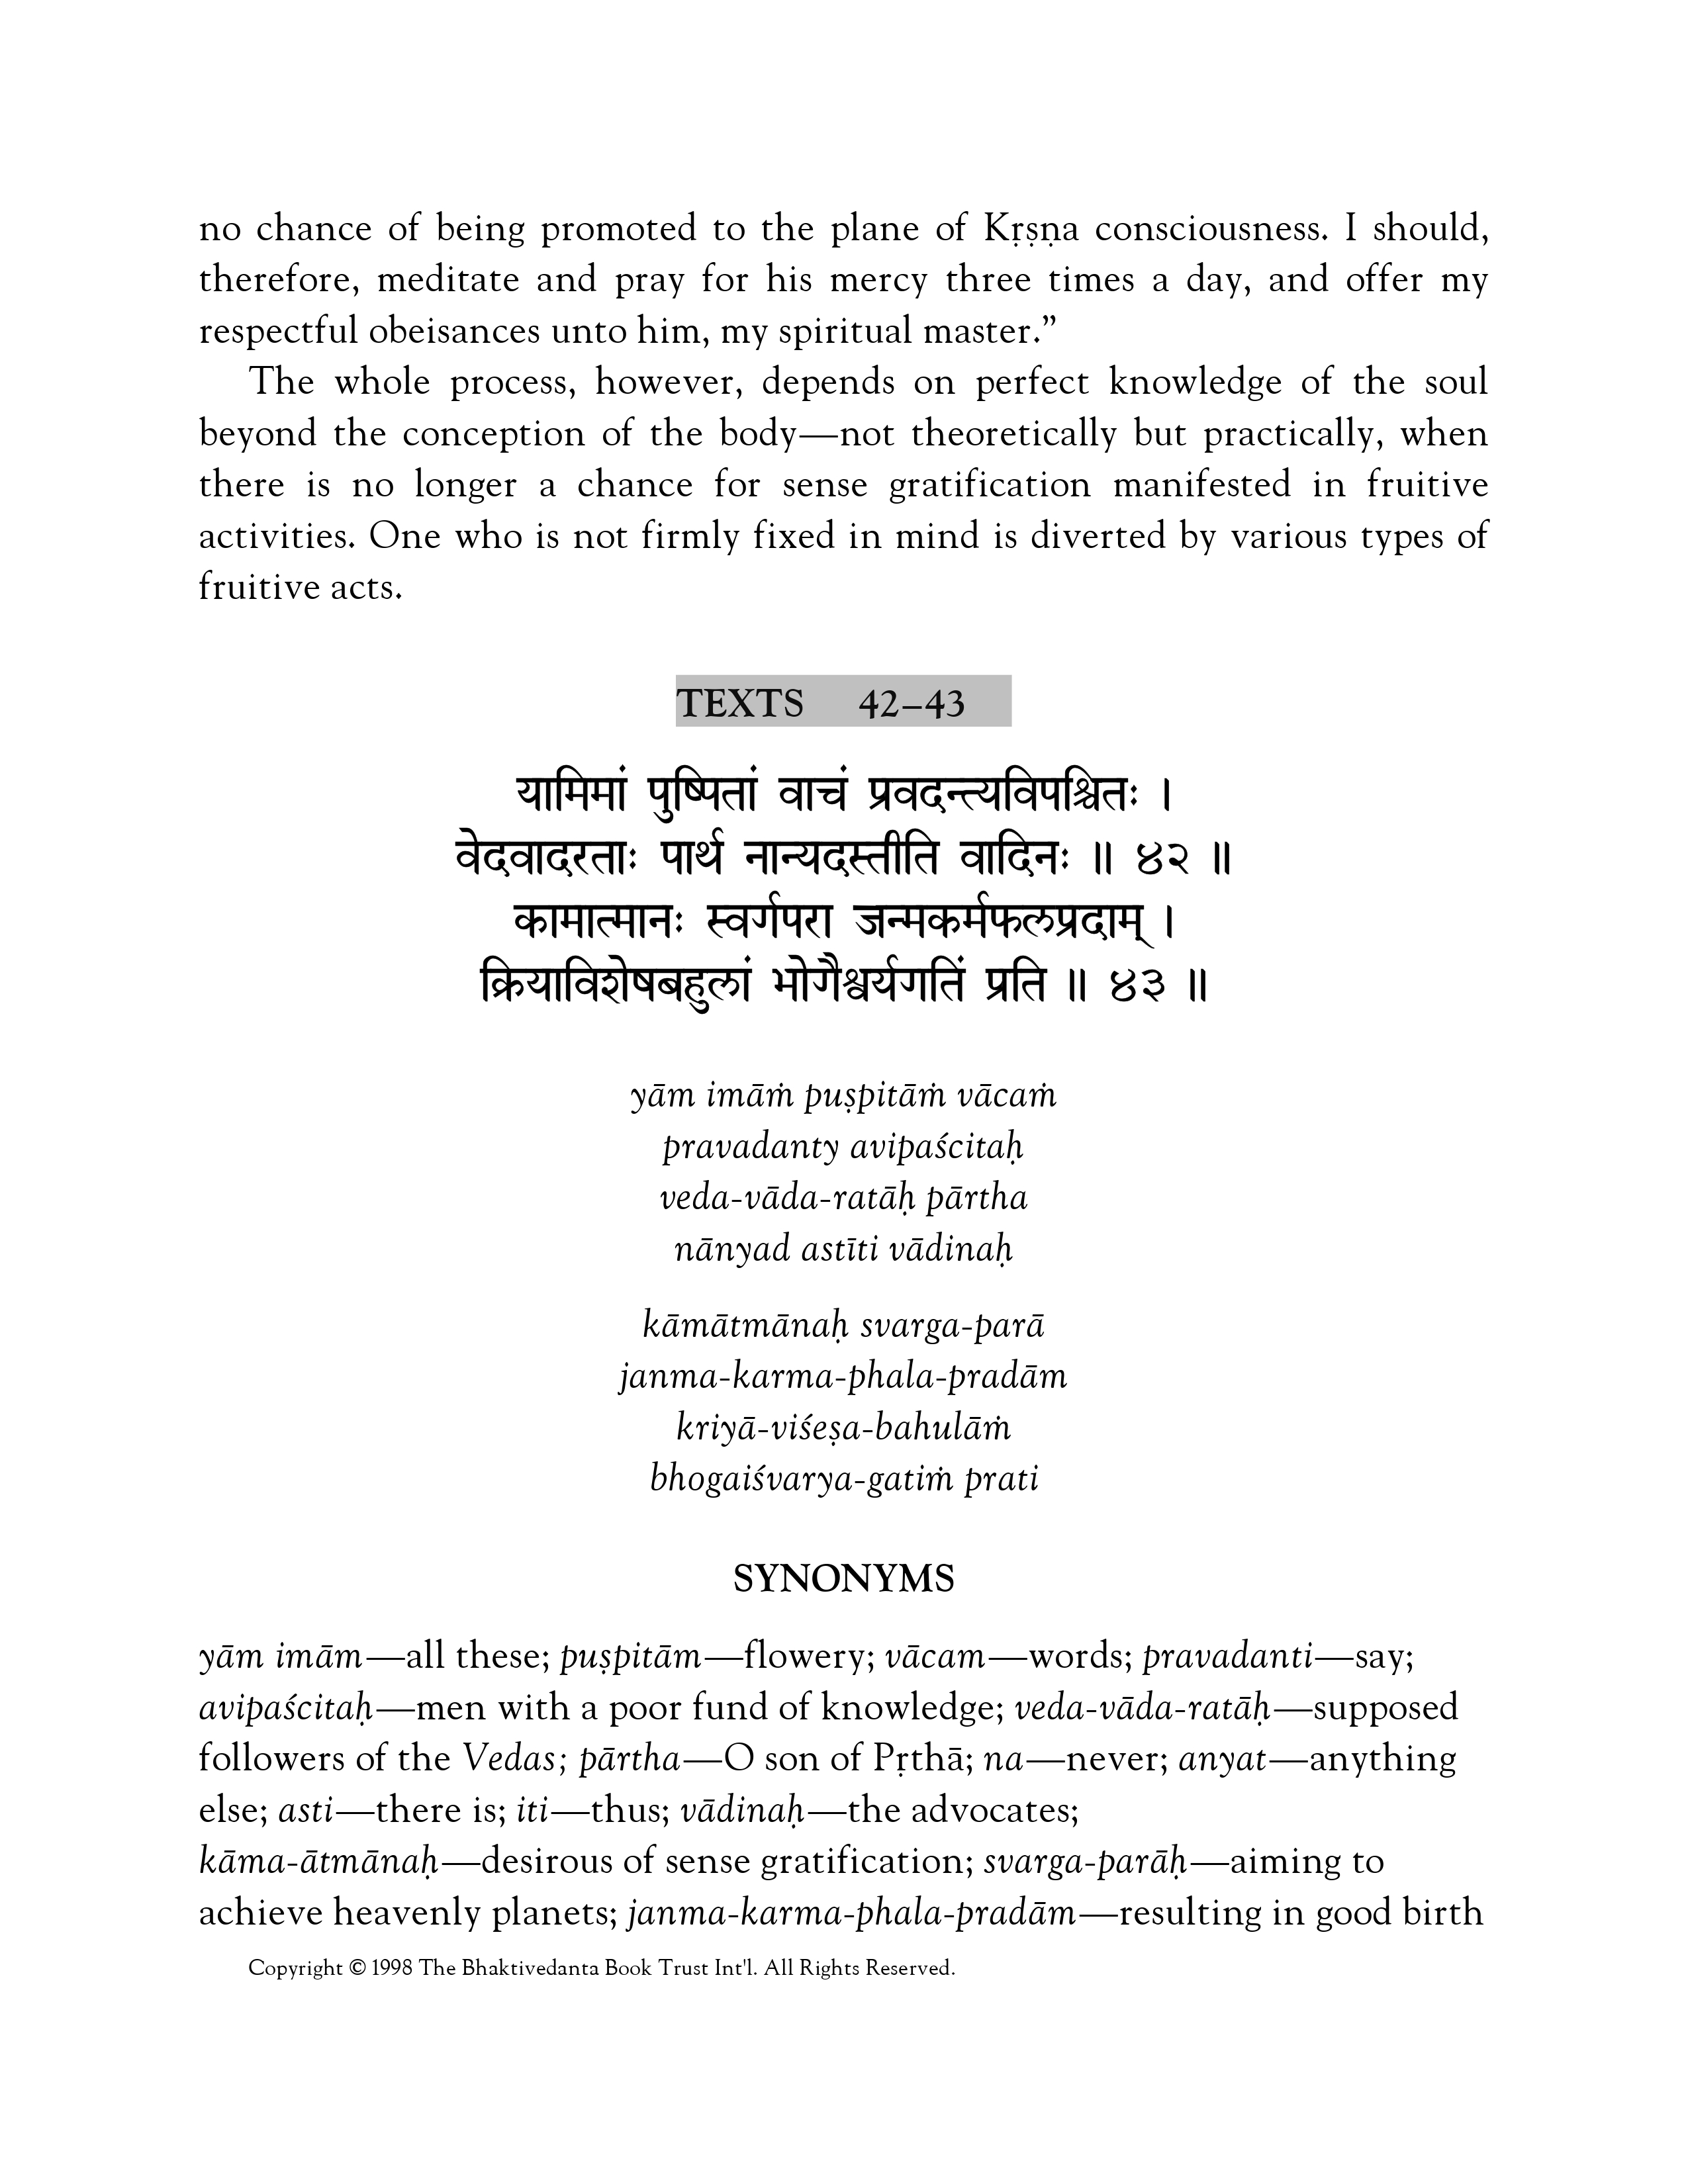 no chance of being promoted to the plane of Kṛṣṇa consciousness. I should,
therefore, meditate and pray for his mercy three times a day, and offer my
respectful obeisances unto him, my spiritual master.”
The whole process, however, depends on perfect knowledge of the soul
beyond the conception of the body—not theoretically but practically, when
there is no longer a chance for sense gratification manifested in fruitive
activities. One who is not firmly fixed in mind is diverted by various types of
fruitive acts.
TEXTS 42–43
यामिमां पुष्पितां वाचं प्रवदन्त्यविपश्चितः ।
वेदवादरताः पार्थ नान्यदस्तीति वादिनः ॥ ४२ ॥
कामात्मानः स्वर्गपरा जन्मकर्मफलप्रदाम् ।
क्रियाविशेषबहुलां भोगैश्वर्यगतिं प्रति ॥ ४३ ॥
yām imāṁ puṣpitāṁ vācaṁ
pravadanty avipaścitaḥ
veda-vāda-ratāḥ pārtha
nānyad astīti vādinaḥ
kāmātmānaḥ svarga-parā
janma-karma-phala-pradām
kriyā-viśeṣa-bahulāṁ
bhogaiśvarya-gatiṁ prati
SYNONYMS
yām imām—all these; puṣpitām—flowery; vācam—words; pravadanti—say;
avipaścitaḥ—men with a poor fund of knowledge; veda-vāda-ratāḥ—supposed
followers of the Vedas; pārtha—O son of Pṛthā; na—never; anyat—anything
else; asti—there is; iti—thus; vādinaḥ—the advocates;
kāma-ātmānaḥ—desirous of sense gratification; svarga-parāḥ—aiming to
achieve heavenly planets; janma-karma-phala-pradām—resulting in good birth
Copyright © 1998 The Bhaktivedanta Book Trust Int'l. All Rights Reserved.